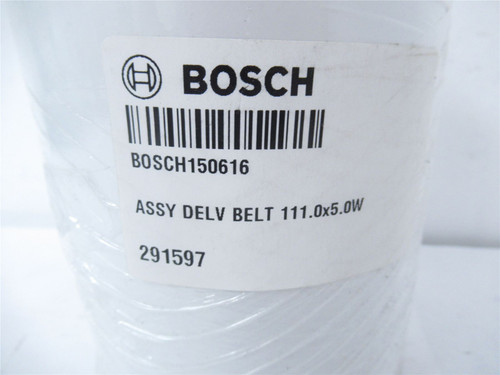 BOSCH
BOSCH150616
ASSY DELV BELT 111.0x5.0W
291597